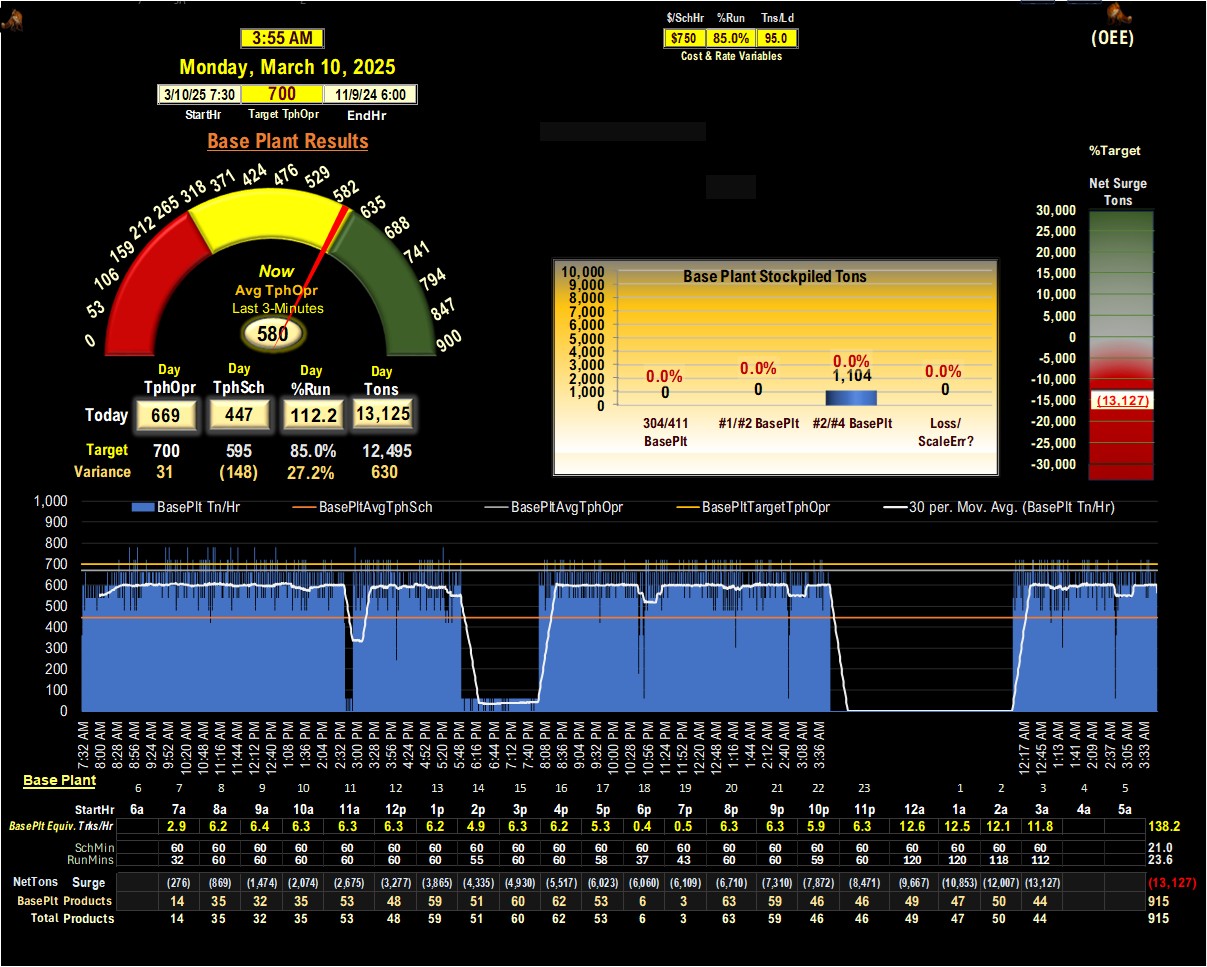 $/SchHr %Run Tns/Ld
$750 85.0% 95.0
Cost & Rate Variables
(OEE)
3:55 AM
Monday, March 10, 2025
3/10/25 7:30 700 11/9/24 6:00
StartHr Target TphOpr EndHr
Base Plant Results
0 53 106 159 212 265 318 371 424 476 529 582 635 688 741 794 847 900
Now
Avg TphOpr
Last 3-Minutes
580
Day Day Day Day
TphOpr TphSch %Run Tons
Today 669 447 112.2 13,125
Target 700 595 85.0% 12,495
Variance 31 (148) 27.2% 630
Base Plant Stockpiled Tons
10,000
9,000
8,000
7,000
6,000
5,000
4,000
3,000
2,000
1,000
0
0.0% 0.0% 0.0% 0.0%
0 0 1,104 0
304/411 BasePlt
#1/#2 BasePlt
#2/#4 BasePlt
Loss/ ScaleErr?
%Target
Net Surge
Tons
30,000
25,000
20,000
15,000
10,000
5,000
0
-5,000
-10,000
-15,000
-20,000
-25,000
-30,000
(13,127)
BasePlt Tn/Hr BasePltAvgTphSch BasePltAvgTphOpr BasePltTargetTphOpr 30 per. Mov. Avg. (BasePlt Tn/Hr)
1,000
900
800
700
600
500
400
300
200
100
0
7:32 AM 8:00 AM 8:28 AM 8:56 AM 9:24 AM 9:52 AM 10:20 AM 10:48 AM 11:16 AM 11:44 AM 12:12 PM 12:40 PM 1:08 PM 1:36 PM 2:04 PM 2:32 PM 3:00 PM 3:28 PM 3:56 PM 4:24 PM 4:52 PM 5:20 PM 5:48 PM 6:16 PM 6:44 PM 7:12 PM 7:40 PM 8:08 PM 8:36 PM 9:04 PM 9:32 PM 10:00 PM 10:28 PM 10:56 PM 11:24 PM 11:52 PM 12:20 AM 12:48 AM 1:16 AM 1:44 AM 2:12 AM 2:40 AM 3:08 AM 3:36 AM 12:17 AM 12:45 AM 1:13 AM 1:41 AM 2:09 AM 2:37 AM 3:05 AM 3:33 AM
Base Plant
6 7 8 9 10 11 12 13 14 15 16 17 18 19 20 21 22 23 1 2 3 4 5
StartHr 6a 7a 8a 9a 10a 11a 12p 1p 2p 3p 4p 5p 6p 7p 8p 9p 10p 11p 12a 1a 2a 3a 4a 5a
BasePlt Equiv. Trks/Hr 2.9 6.2 6.4 6.3 6.3 6.3 6.2 4.9 6.3 6.2 5.3 0.4 0.5 6.3 6.3 5.9 6.3 12.6 12.5 12.1 11.8 138.2
SchMin 60 60 60 60 60 60 60 60 60 60 60 60 60 60 60 60 60 60 60 60 60 21.0
RunMins 32 60 60 60 60 60 60 55 60 60 58 37 43 60 60 59 60 120 120 118 112 23.6
NetTons Surge (276) (869) (1,474) (2,074) (2,675) (3,277) (3,865) (4,335) (4,930) (5,517) (6,023) (6,060) (6,109) (6,710) (7,310) (7,872) (8,471) (9,667) (10,853) (12,007) (13,127) (13,127)
BasePlt Products 14 35 32 35 53 48 59 51 60 62 53 6 3 63 59 46 46 49 47 50 44 915
Total Products 14 35 32 35 53 48 59 51 60 62 53 6 3 63 59 46 46 49 47 50 44 915